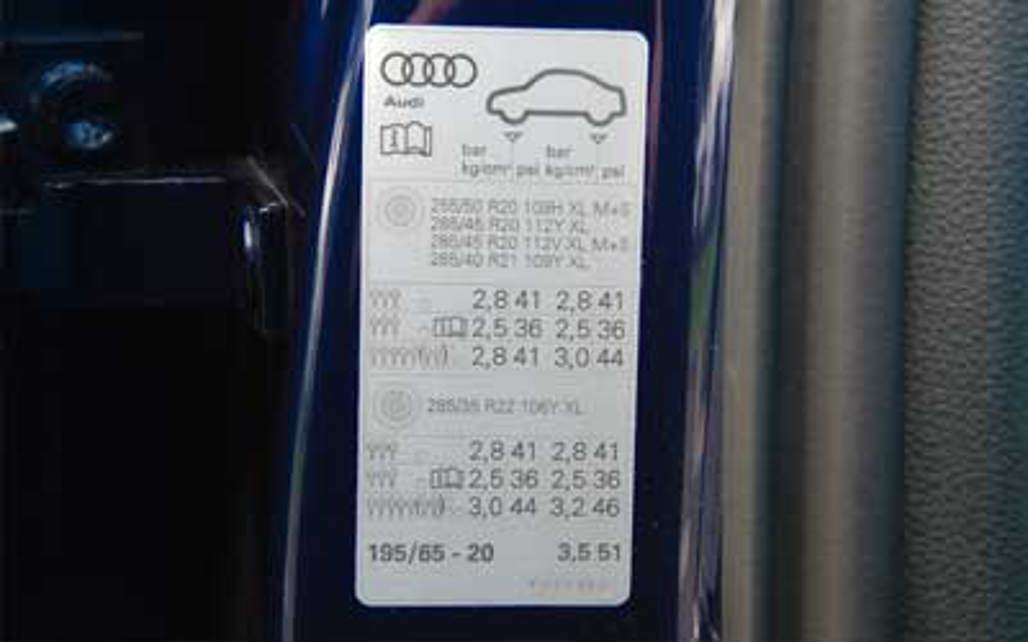 Audi
bar bar
kg/cm² psi kg/cm² psi
255/50 R20 109H XL M+S
285/45 R20 112Y XL
285/45 R20 112V XL M+S
285/40 R21 109Y XL
2,8 41 2,8 41
2,5 36 2,5 36
2,8 41 3,0 44
285/35 R22 106Y XL
2,8 41 2,8 41
2,5 36 2,5 36
3,0 44 3,2 46
195/65 - 20 3,5 51